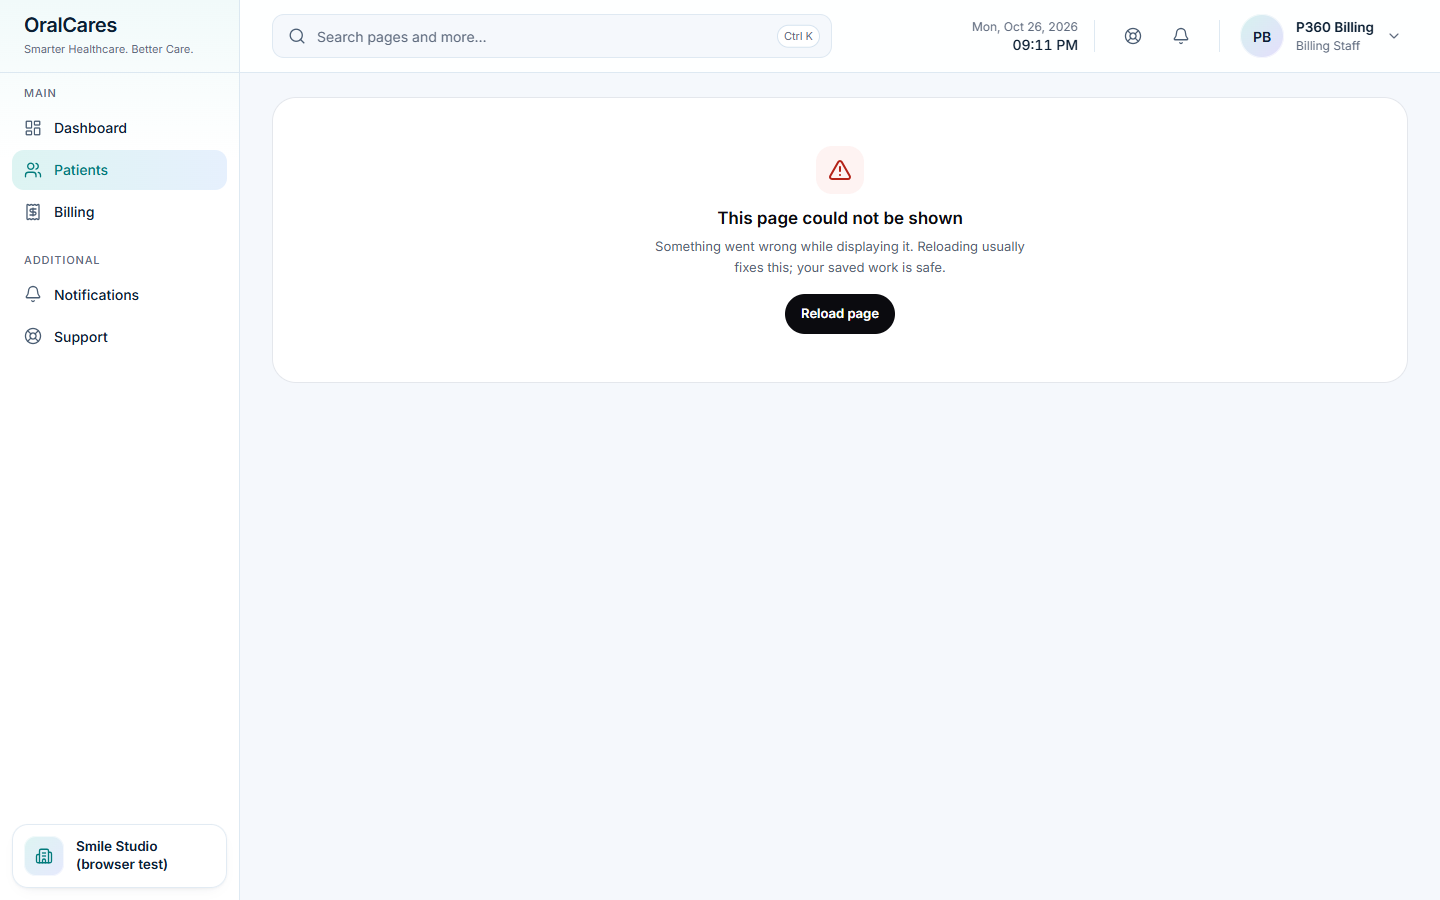 OralCares
Smarter Healthcare. Better Care.
MAIN
Dashboard
Patients
Billing
ADDITIONAL
Notifications
Support
Smile Studio
(browser test)
Search pages and more...
Ctrl K
Mon, Oct 26, 2026
09:11 PM
PB
P360 Billing
Billing Staff
This page could not be shown
Something went wrong while displaying it. Reloading usually
fixes this; your saved work is safe.
Reload page